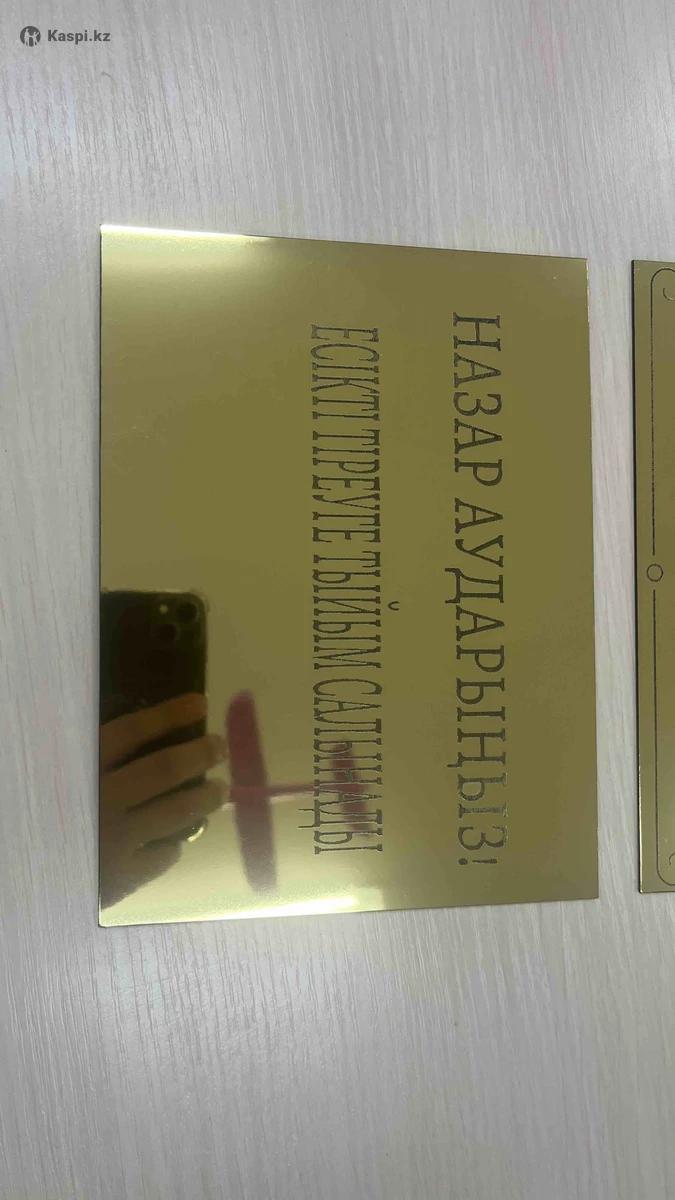 Kaspi.kz
НАЗАР АУДАРЫҢЫЗ!
ЕСІКТІ ТІРЕУГЕ ТЫЙЫМ САЛЫНАДЫ